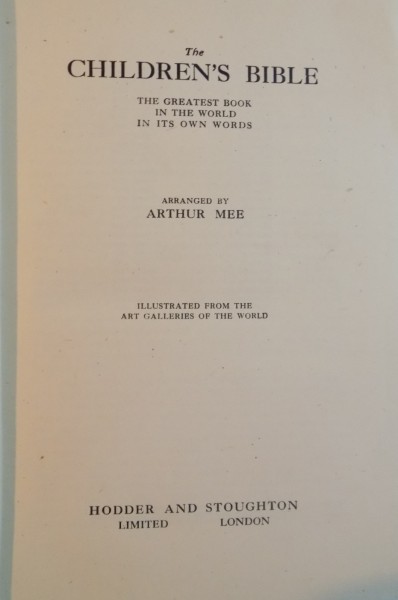 The
CHILDREN'S BIBLE
THE GREATEST BOOK
IN THE WORLD
IN ITS OWN WORDS
ARRANGED BY
ARTHUR MEE
ILLUSTRATED FROM THE
ART GALLERIES OF THE WORLD
HODDER AND STOUGHTON
LIMITED LONDON